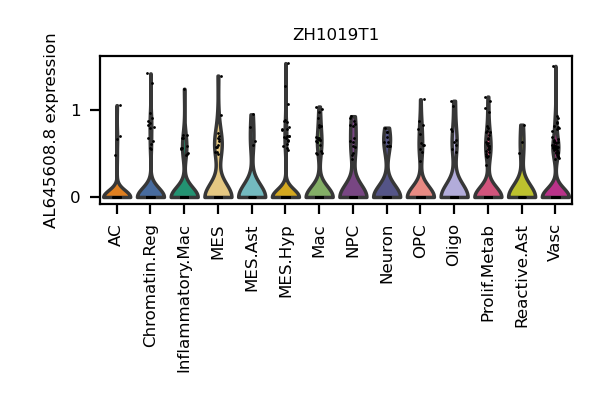 ZH1019T1
AL645608.8 expression
1
0
AC
Chromatin.Reg
Inflammatory.Mac
MES
MES.Ast
MES.Hyp
Mac
NPC
Neuron
OPC
Oligo
Prolif.Metab
Reactive.Ast
Vasc